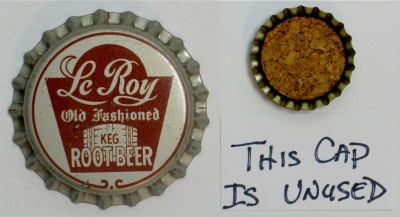 Le Roy
Old Fashioned
KEG
ROOT-BEER
THIS CAP
IS UNUSED